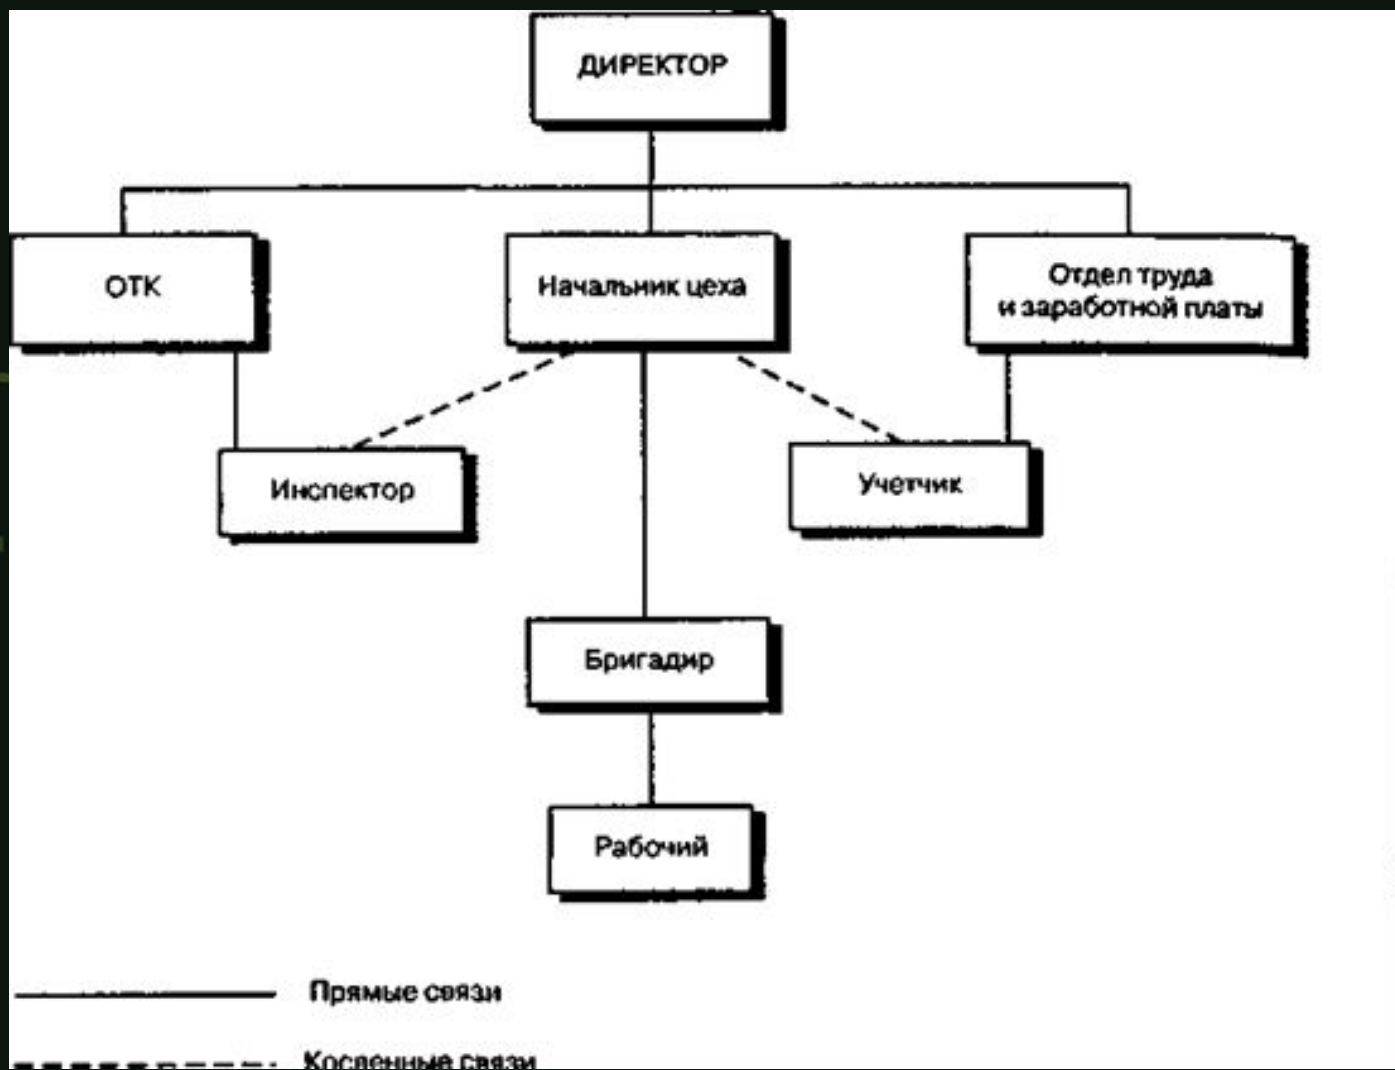 ДИРЕКТОР
ОТК
Начальник цеха
Отдел труда
и заработной платы
Инспектор
Учетчик
Бригадир
Рабочий
Прямые связи
Косвенные связи